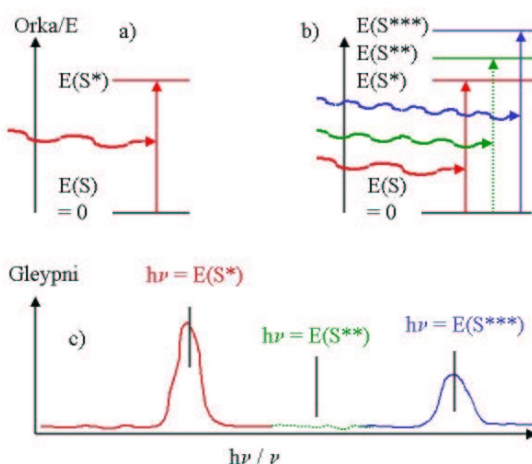 Orka/E
a)
E(S*)
E(S)
= 0
b)
E(S***)
E(S**)
E(S*)
E(S)
= 0
Gleypni
c)
hν = E(S*)
hν = E(S**)
hν = E(S***)
hν / ν